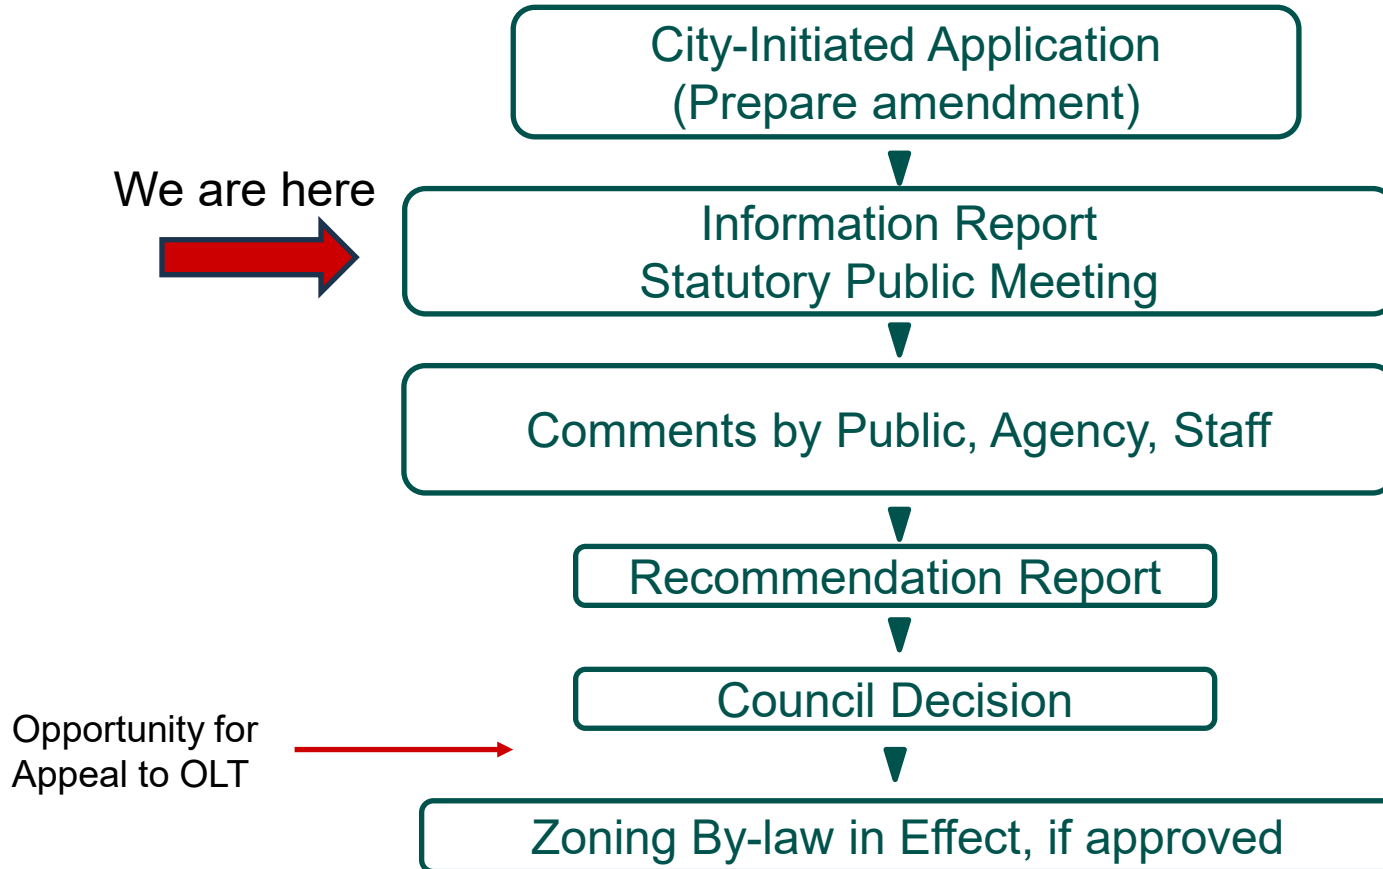 City-Initiated Application
(Prepare amendment)
We are here
Information Report
Statutory Public Meeting
Comments by Public, Agency, Staff
Recommendation Report
Council Decision
Opportunity for
Appeal to OLT
Zoning By-law in Effect, if approved